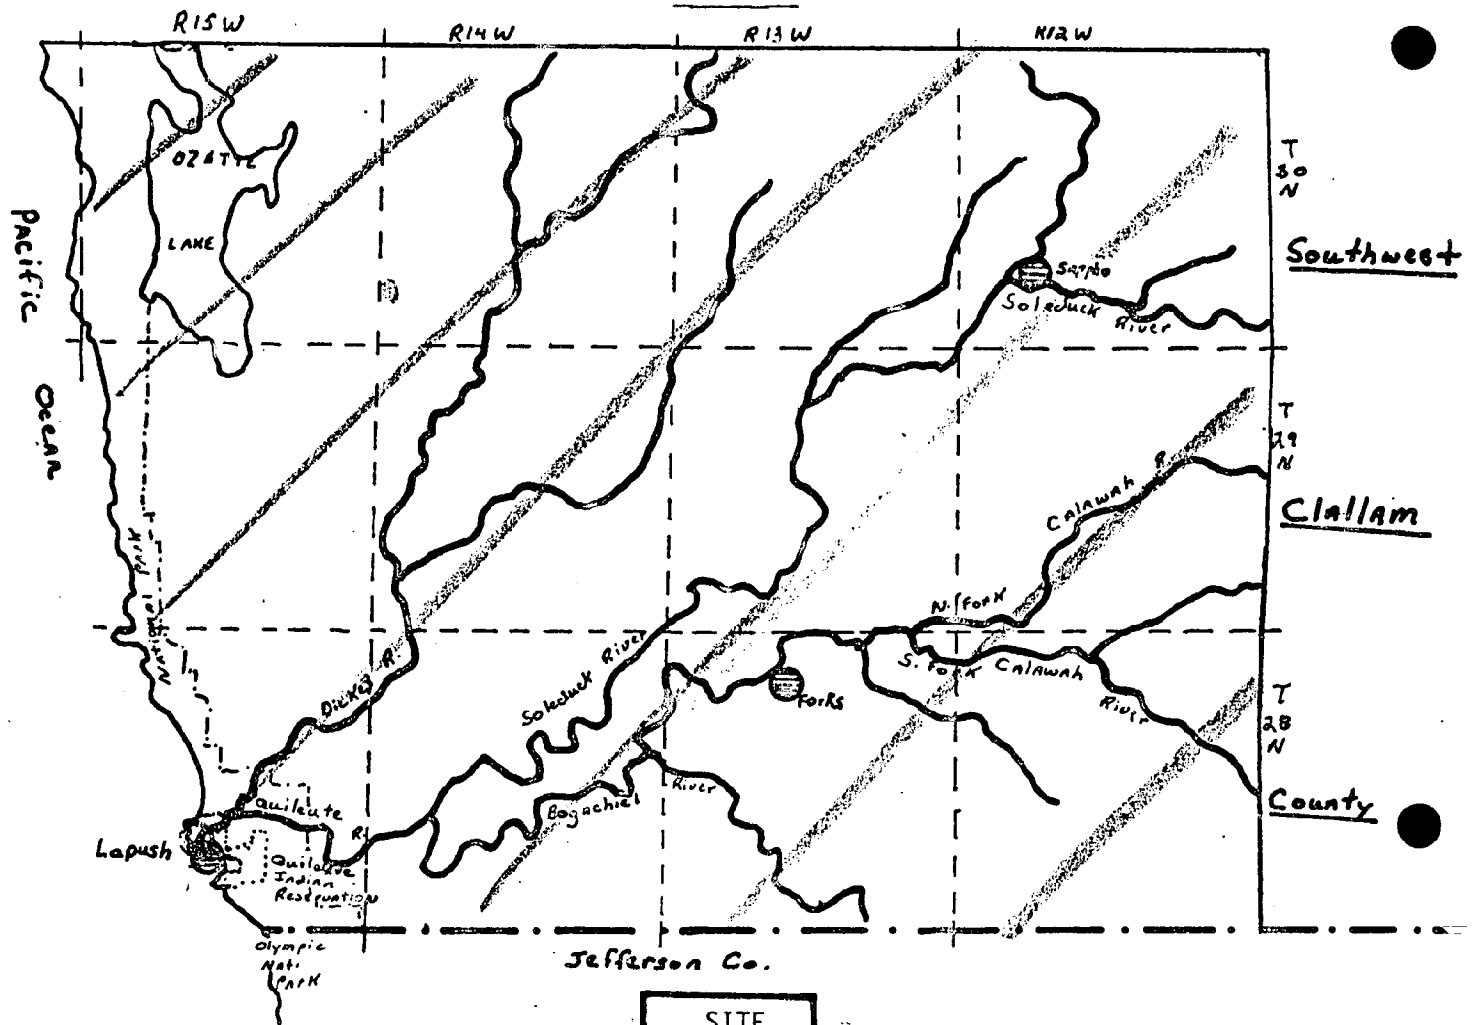 R15W
R14W
R13W
R12W
OZATTE
LAKE
Pacific
Ocean
T
30
N
Southwest
Sappho
Soleduck
River
T
29
N
Calawah R.
Clallam
National Park
N. Fork
S. Fork
Calawah
River
Dickey R.
Soleduck River
Forks
T
28
N
County
Quileute
R.
Bogachiel
River
Lapush
Quileute
Indian
Reservation
Olympic
Natl
Park
Jefferson Co.
SITE